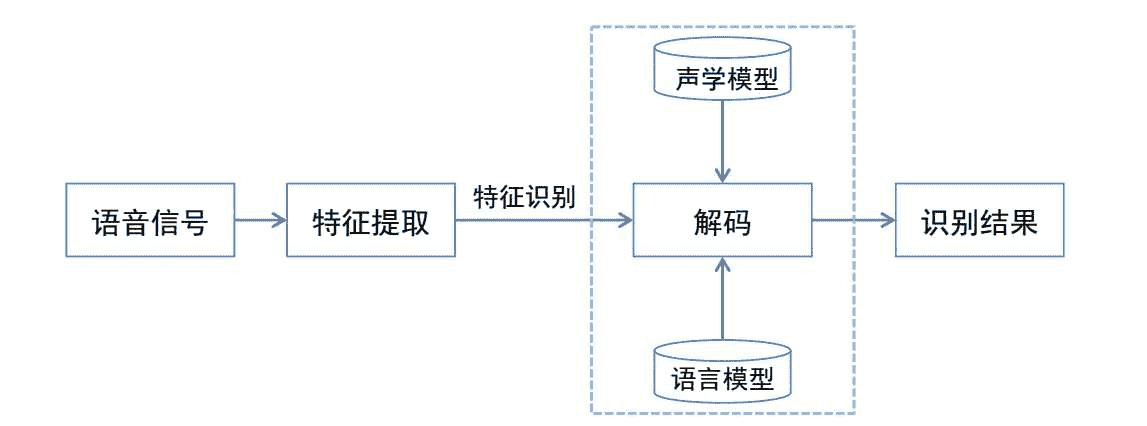 声学模型
语音信号
特征提取
特征识别
解码
识别结果
语言模型